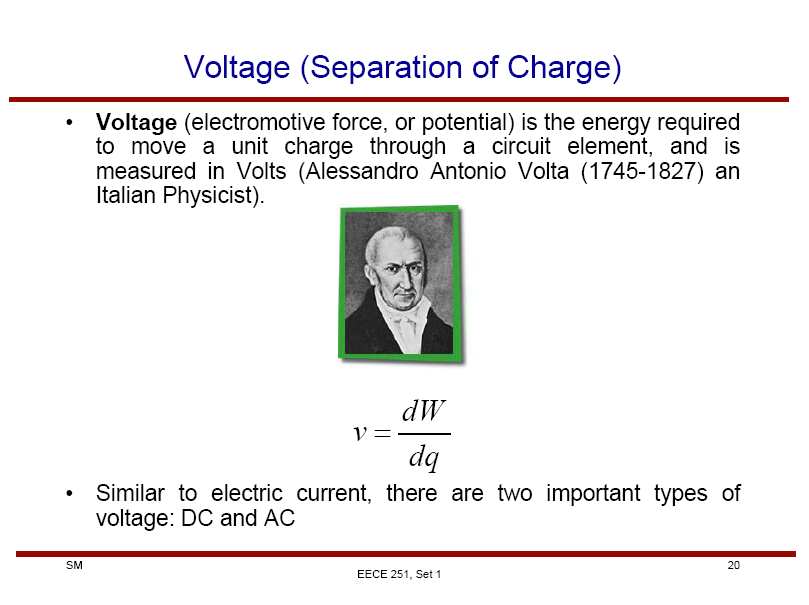 Voltage (Separation of Charge)
• Voltage (electromotive force, or potential) is the energy required
to move a unit charge through a circuit element, and is
measured in Volts (Alessandro Antonio Volta (1745-1827) an
Italian Physicist).
v = dW/dq
• Similar to electric current, there are two important types of
voltage: DC and AC
SM
EECE 251, Set 1
20